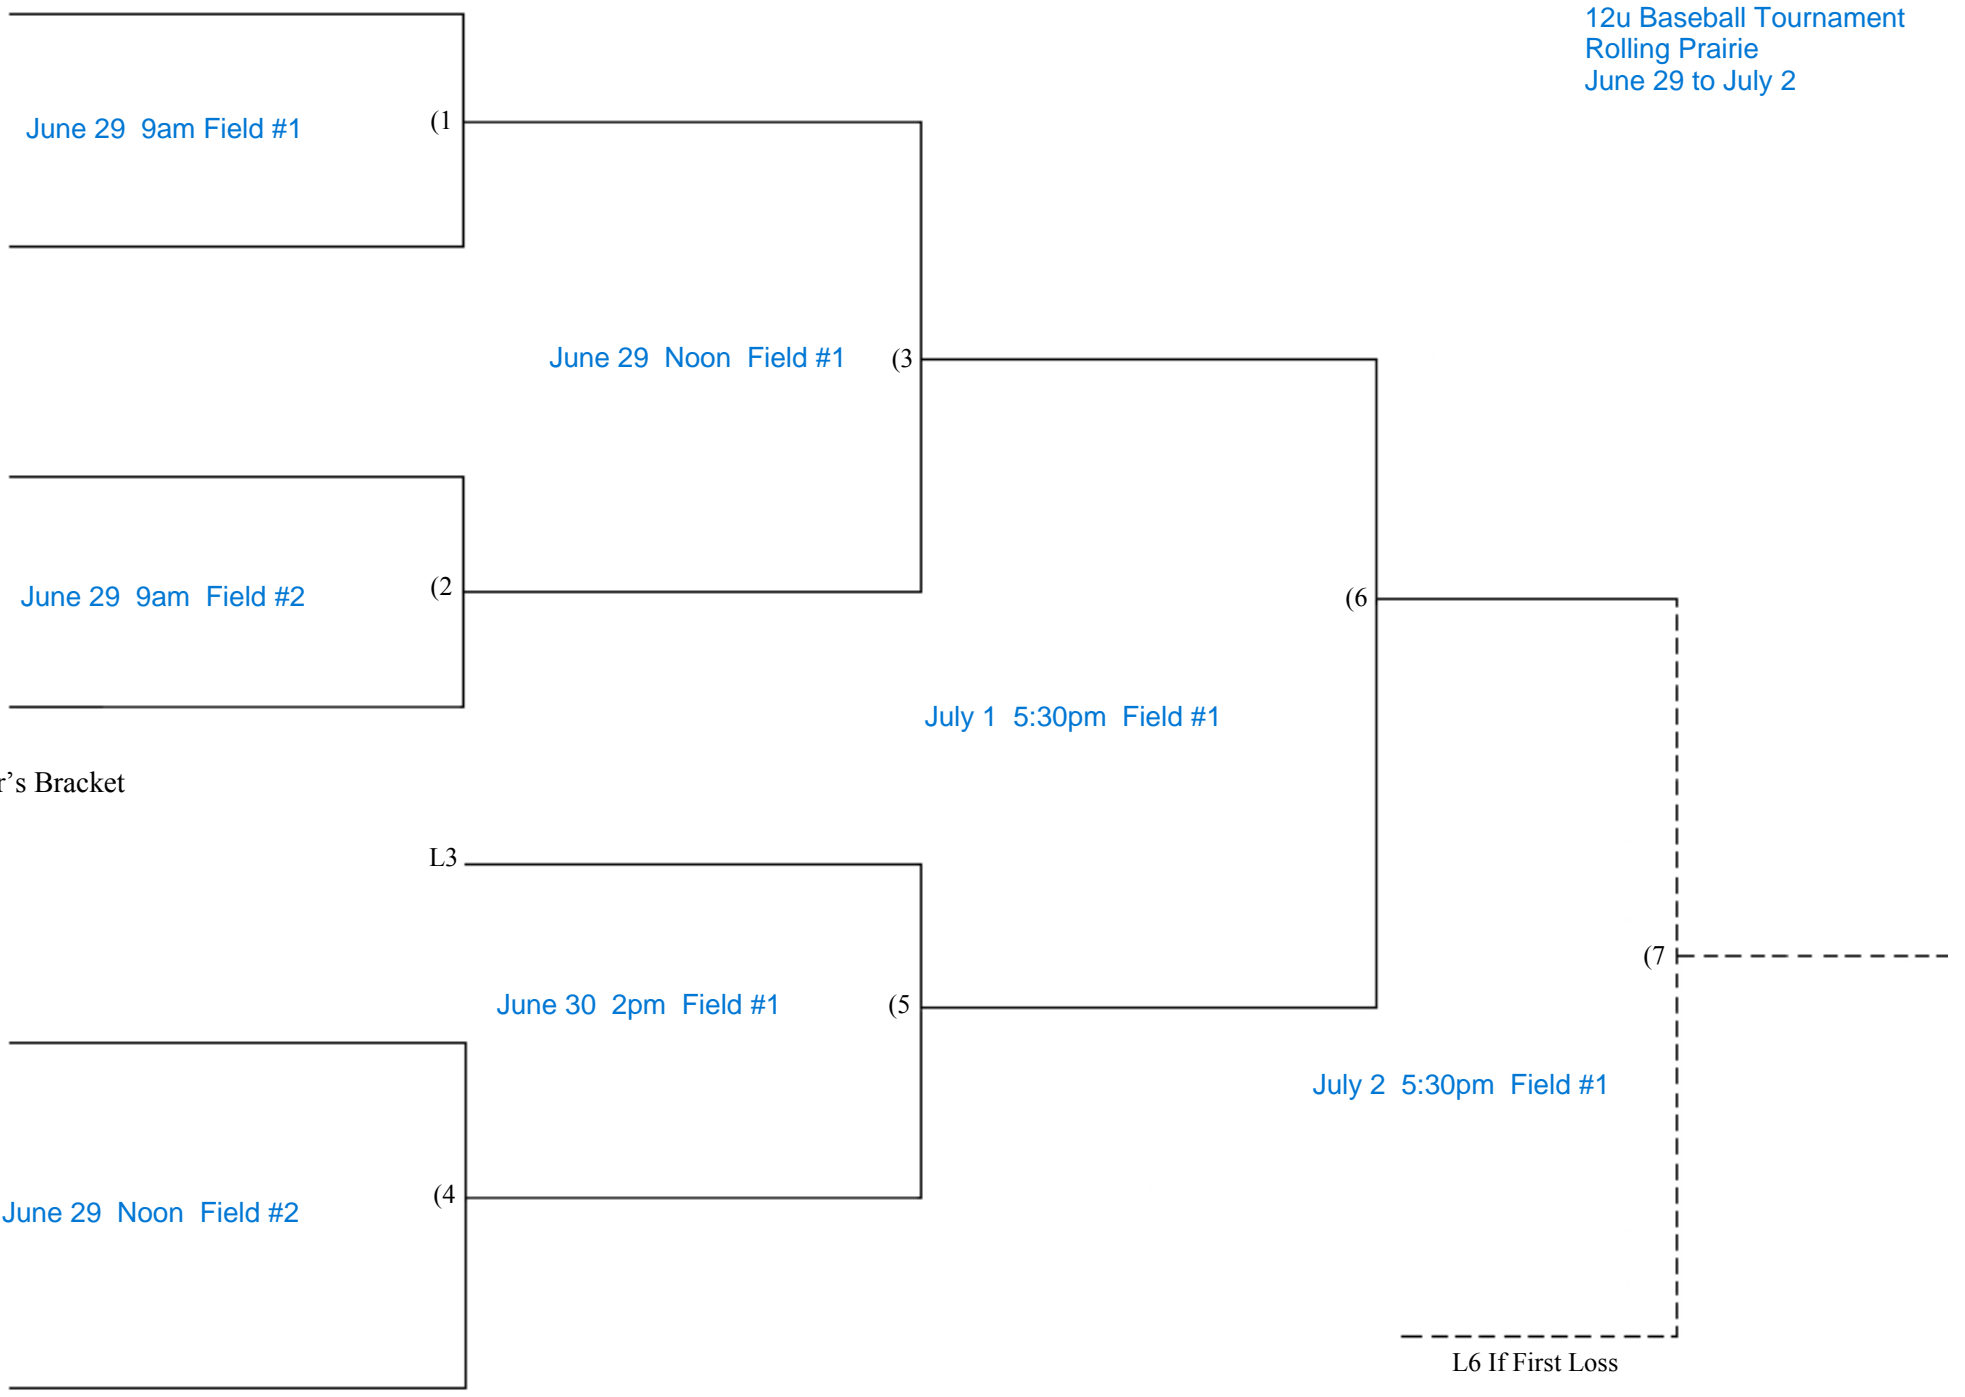 12u Baseball Tournament
Rolling Prairie
June 29 to July 2
June 29  9am Field #1
(1
June 29  Noon  Field #1
(3
June 29  9am  Field #2
(2
(6
July 1  5:30pm  Field #1
r’s Bracket
L3
(7
June 30  2pm  Field #1
(5
July 2  5:30pm  Field #1
June 29  Noon  Field #2
(4
L6 If First Loss